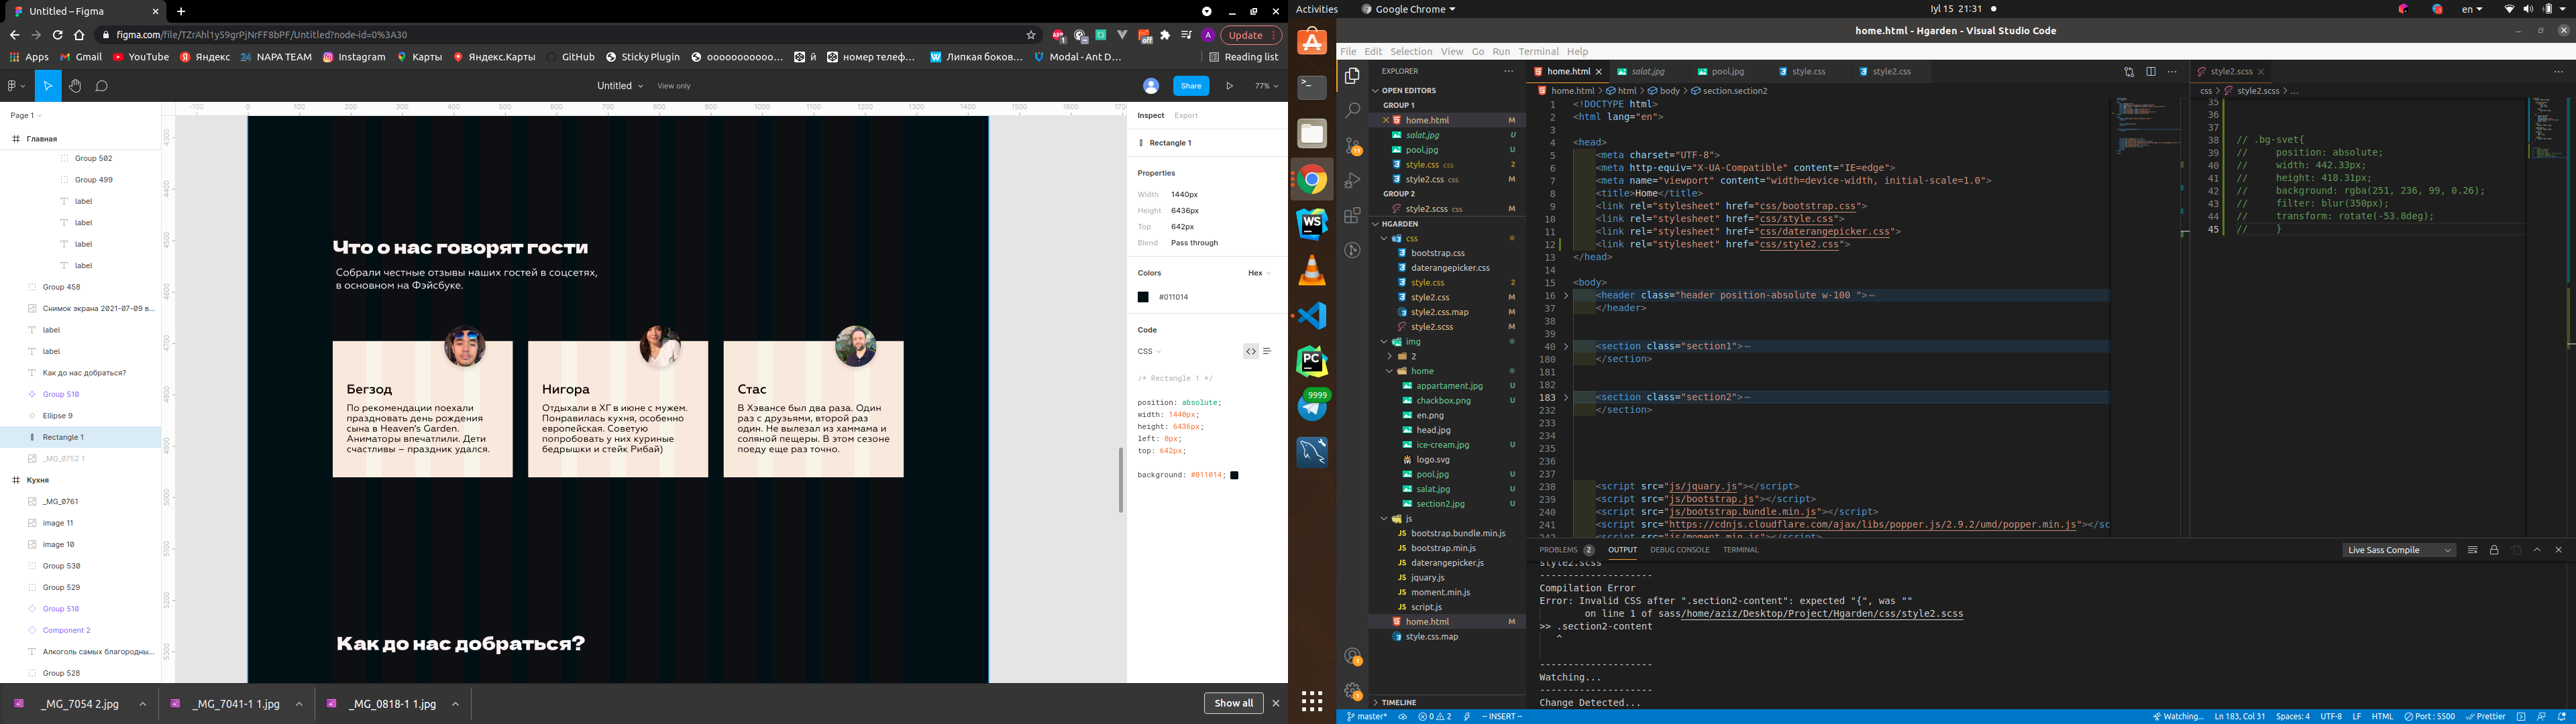 Untitled – Figma
figma.com/file/TZrAhl1y59grPjNrFF8bPF/Untitled?node-id=0%3A30
Update
Apps
Gmail
YouTube
Яндекс
NAPA TEAM
Instagram
Карты
Яндекс.Карты
GitHub
Sticky Plugin
ooooooooooo...
й
номер телеф...
Липкая боков...
Modal - Ant D...
Reading list
Untitled
View only
Share
77%
Page 1
Главная
Group 502
Group 499
label
label
label
label
Group 458
Снимок экрана 2021-07-09 в...
label
label
Как до нас добраться?
Group 510
Ellipse 9
Rectangle 1
_MG_0752 1
Кухня
_MG_0761
image 11
image 10
Group 530
Group 529
Group 510
Component 2
Алкоголь самых благородны...
Group 528
-100 0 100 200 300 400 500 600 700 800 900 1000 1100 1200 1300 1400 1500 1600
Что о нас говорят гости
Собрали честные отзывы наших гостей в соцсетях,
в основном на Фэйсбуке.
Бегзод
По рекомендации поехали
праздновать день рождения
сына в Heaven's Garden.
Аниматоры впечатлили. Дети
счастливы – праздник удался.
Нигора
Отдыхали в ХГ в июне с мужем.
Понравилась кухня, особенно
европейская. Советую
попробовать у них куриные
бедрышки и стейк Рибай)
Стас
В Хэвансе был два раза. Один
раз с друзьями, второй раз
один. Не вылезал из хаммама и
соляной пещеры. В этом сезоне
поеду еще раз точно.
Как до нас добраться?
Inspect Export
Rectangle 1
Properties
Width 1440px
Height 6436px
Top 642px
Blend Pass through
Colors Hex
#011014
Code
CSS
/* Rectangle 1 */
position: absolute;
width: 1440px;
height: 6436px;
left: 0px;
top: 642px;
background: #011014;
_MG_7054 2.jpg
_MG_7041-1 1.jpg
_MG_0818-1 1.jpg
Show all
Activities
Google Chrome
Iyl 15 21:31
en
home.html - Hgarden - Visual Studio Code
File Edit Selection View Go Run Terminal Help
EXPLORER
OPEN EDITORS
GROUP 1
home.html M
salat.jpg U
pool.jpg U
style.css css 2
style2.css css M
GROUP 2
style2.scss css M
HGARDEN
css
bootstrap.css
daterangepicker.css
style.css 2
style2.css M
style2.css.map M
style2.scss M
img
2
home
appartament.jpg U
chackbox.png U
en.png
head.jpg
ice-cream.jpg U
logo.svg
pool.jpg U
salat.jpg U
section2.jpg U
js
bootstrap.bundle.min.js
bootstrap.min.js
daterangepicker.js
jquary.js
moment.min.js
script.js
home.html M
style.css.map
TIMELINE
home.html salat.jpg pool.jpg style.css style2.css
home.html > html > body > section.section2
1 <!DOCTYPE html>
2 <html lang="en">
3
4 <head>
5 <meta charset="UTF-8">
6 <meta http-equiv="X-UA-Compatible" content="IE=edge">
7 <meta name="viewport" content="width=device-width, initial-scale=1.0">
8 <title>Home</title>
9 <link rel="stylesheet" href="css/bootstrap.css">
10 <link rel="stylesheet" href="css/style.css">
11 <link rel="stylesheet" href="css/daterangepicker.css">
12 <link rel="stylesheet" href="css/style2.css">
13 </head>
14
15 <body>
16 <header class="header position-absolute w-100 ">
37 </header>
38
39
40 <section class="section1">
180 </section>
181
182
183 <section class="section2">
232 </section>
233
234
235
236
237
238 <script src="js/jquary.js"></script>
239 <script src="js/bootstrap.js"></script>
240 <script src="js/bootstrap.bundle.min.js"></script>
241 <script src="https://cdnjs.cloudflare.com/ajax/libs/popper.js/2.9.2/umd/popper.min.js"></sc
242 <script src="js/moment.min.js"></script>
style2.scss
css > style2.scss > ...
35
36
37
38 // .bg-svet{
39 // position: absolute;
40 // width: 442.33px;
41 // height: 418.31px;
42 // background: rgba(251, 236, 99, 0.26);
43 // filter: blur(350px);
44 // transform: rotate(-53.8deg);
45 // }
PROBLEMS 2 OUTPUT DEBUG CONSOLE TERMINAL
Live Sass Compile
style2.scss
--------------------
Compilation Error
Error: Invalid CSS after ".section2-content": expected "{", was ""
on line 1 of sass/home/aziz/Desktop/Project/Hgarden/css/style2.scss
>> .section2-content
^
--------------------
Watching...
--------------------
Change Detected...
master* 0 2 -- INSERT --
Watching... Ln 183, Col 31 Spaces: 4 UTF-8 LF HTML Port : 5500 Prettier
9999